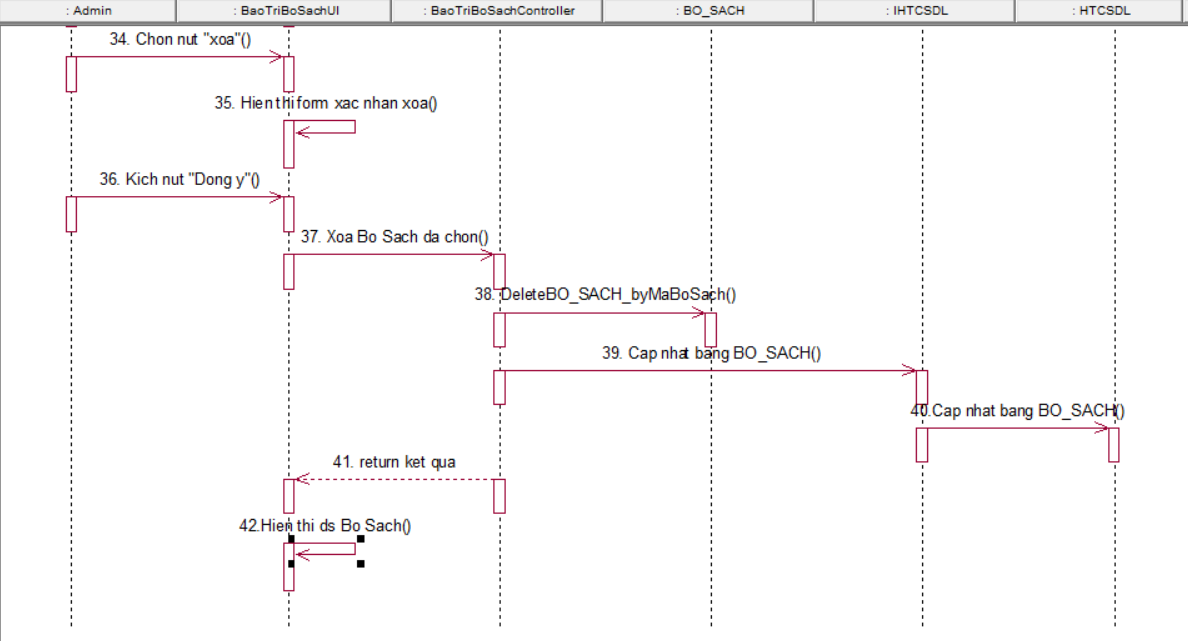 : Admin
: BaoTriBoSachUI
: BaoTriBoSachController
: BO_SACH
: IHTCSDL
: HTCSDL
34. Chon nut "xoa"()
35. Hien thi form xac nhan xoa()
36. Kich nut "Dong y"()
37. Xoa Bo Sach da chon()
38. DeleteBO_SACH_byMaBoSach()
39. Cap nhat bang BO_SACH()
40.Cap nhat bang BO_SACH()
41. return ket qua
42.Hien thi ds Bo Sach()